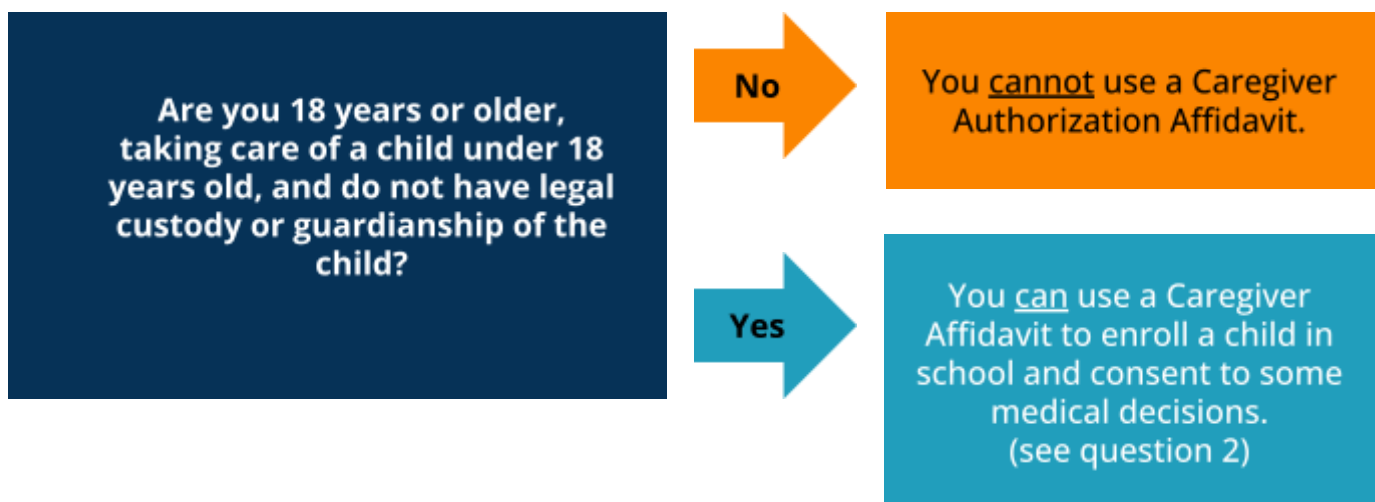 Are you 18 years or older,
taking care of a child under 18
years old, and do not have legal
custody or guardianship of the
child?
No
You cannot use a Caregiver
Authorization Affidavit.
Yes
You can use a Caregiver
Affidavit to enroll a child in
school and consent to some
medical decisions.
(see question 2)